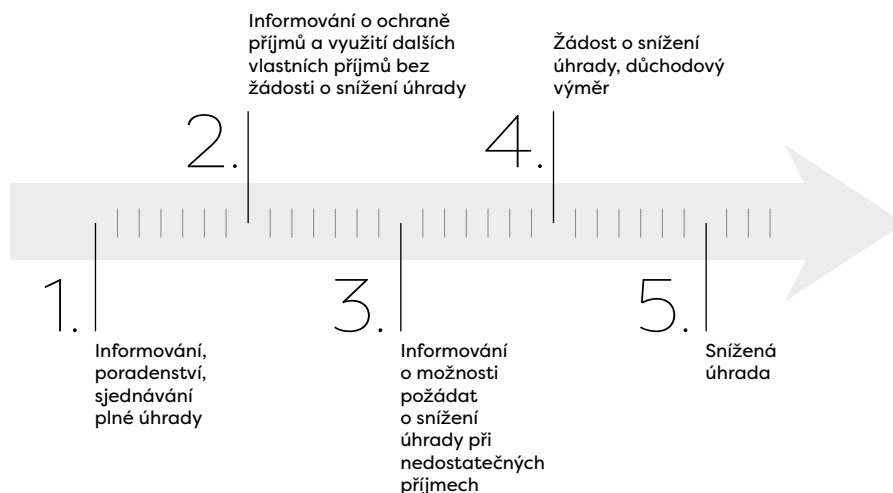 1.
Informování,
poradenství,
sjednávání
plné úhrady
2.
Informování o ochraně
příjmů a využití dalších
vlastních příjmů bez
žádosti o snížení úhrady
3.
Informování
o možnosti
požádat
o snížení
úhrady při
nedostatečných
příjmech
4.
Žádost o snížení
úhrady, důchodový
výměr
5.
Snížená
úhrada